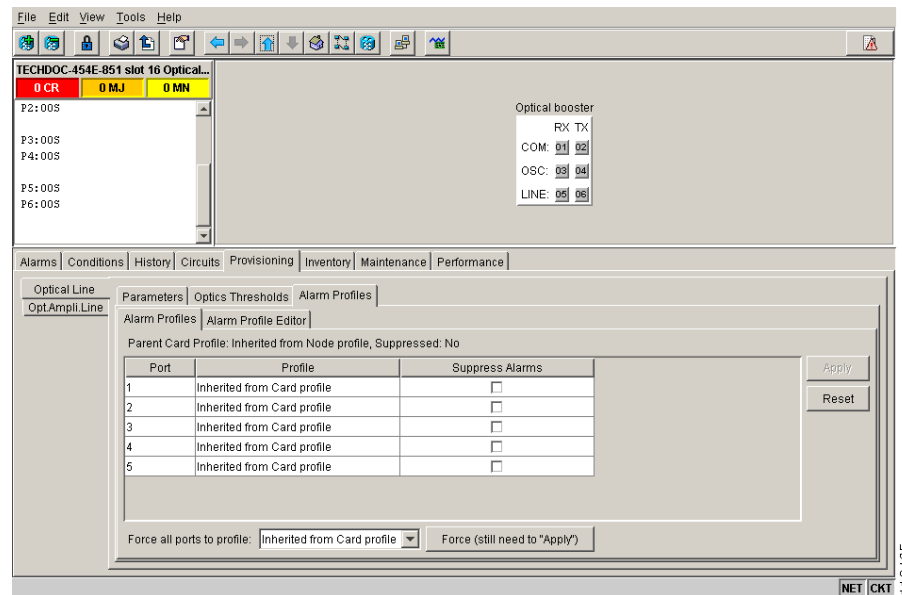 File Edit View Tools Help
TECHDOC-454E-851 slot 16 Optical...
0 CR 0 MJ 0 MN
P2:OOS
P3:OOS
P4:OOS
P5:OOS
P6:OOS
Optical booster
RX TX
COM: 01 02
OSC: 03 04
LINE: 05 06
Alarms Conditions History Circuits Provisioning Inventory Maintenance Performance
Optical Line
Opt.Ampli.Line
Parameters Optics Thresholds Alarm Profiles
Alarm Profiles Alarm Profile Editor
Parent Card Profile: Inherited from Node profile, Suppressed: No
Port Profile Suppress Alarms
1 Inherited from Card profile
2 Inherited from Card profile
3 Inherited from Card profile
4 Inherited from Card profile
5 Inherited from Card profile
Apply
Reset
Force all ports to profile: Inherited from Card profile Force (still need to "Apply")
NET CKT